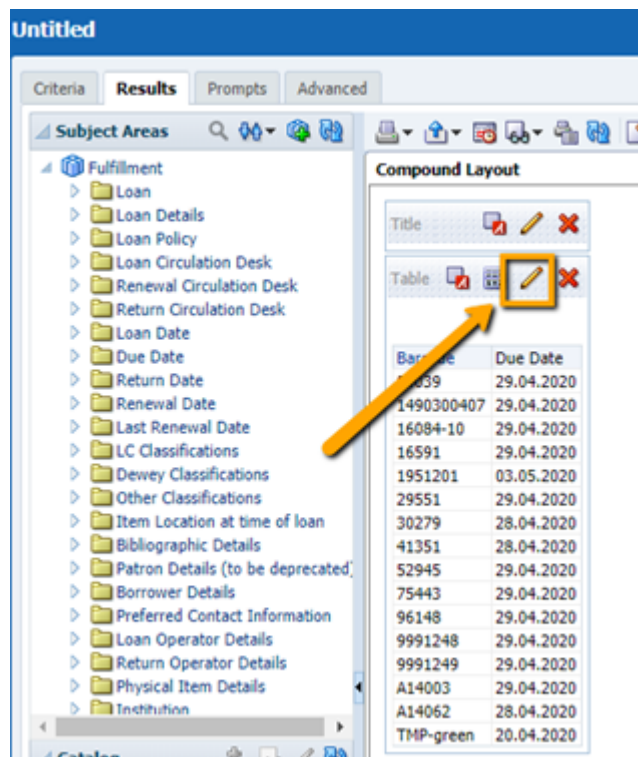 Untitled
Criteria Results Prompts Advanced
Subject Areas
Fulfillment
Loan
Loan Details
Loan Policy
Loan Circulation Desk
Renewal Circulation Desk
Return Circulation Desk
Loan Date
Due Date
Return Date
Renewal Date
Last Renewal Date
LC Classifications
Dewey Classifications
Other Classifications
Item Location at time of loan
Bibliographic Details
Patron Details (to be deprecated)
Borrower Details
Preferred Contact Information
Loan Operator Details
Return Operator Details
Physical Item Details
Institution
Catalog
Compound Layout
Title
Table
Due Date
29.04.2020
1490300407 29.04.2020
16084-10 29.04.2020
16591 29.04.2020
1951201 03.05.2020
29551 29.04.2020
30279 28.04.2020
41351 28.04.2020
52945 29.04.2020
75443 29.04.2020
96148 29.04.2020
9991248 29.04.2020
9991249 29.04.2020
A14003 29.04.2020
A14062 28.04.2020
TMP-green 20.04.2020